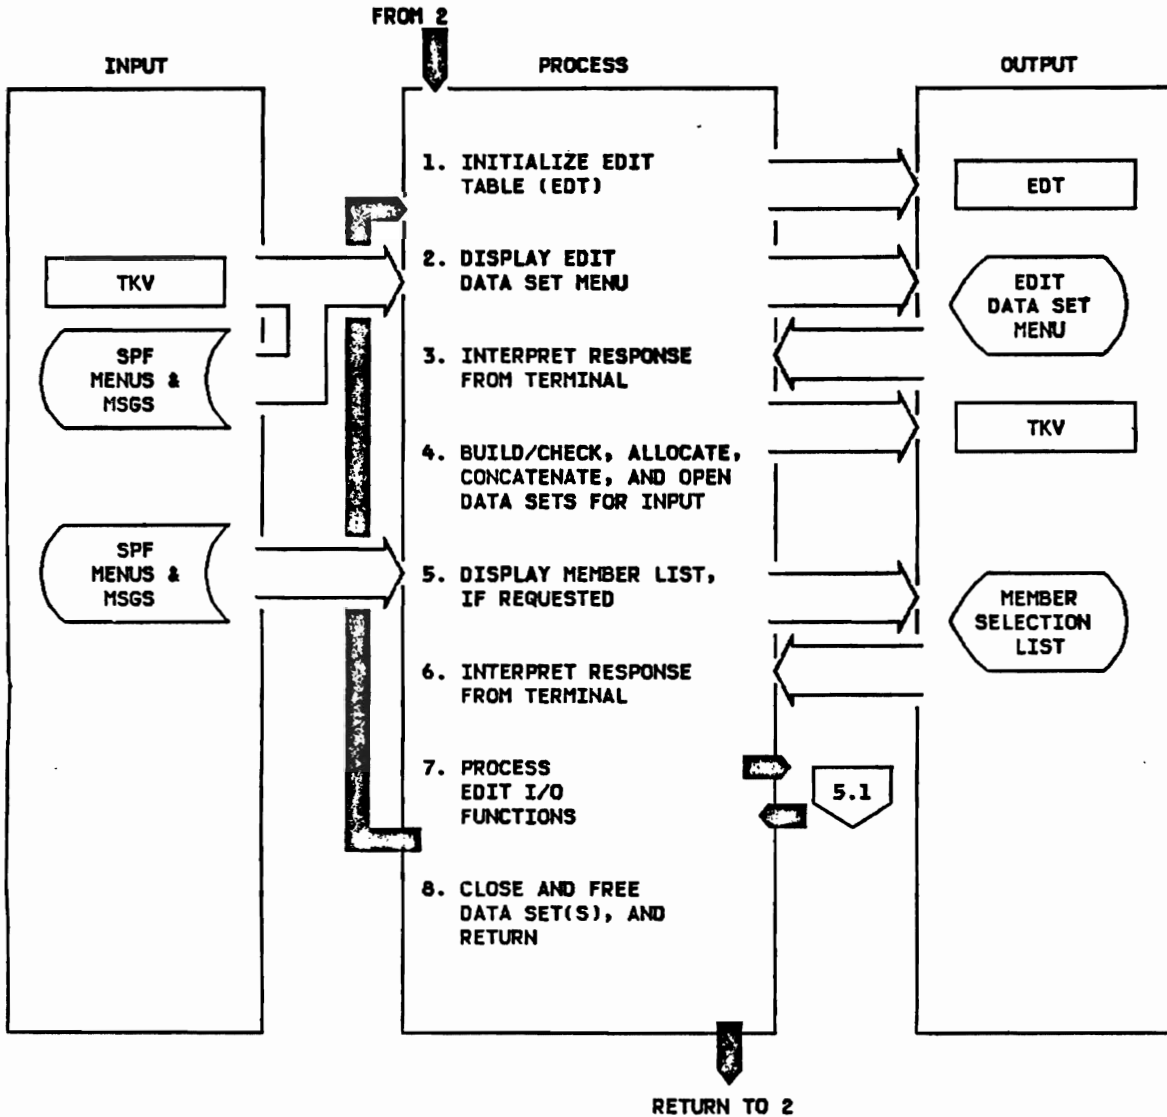 FROM 2
INPUT
PROCESS
OUTPUT
1. INITIALIZE EDIT
TABLE (EDT)
EDT
2. DISPLAY EDIT
DATA SET MENU
TKV
EDIT
DATA SET
MENU
SPF
MENUS &
MSGS
3. INTERPRET RESPONSE
FROM TERMINAL
TKV
4. BUILD/CHECK, ALLOCATE,
CONCATENATE, AND OPEN
DATA SETS FOR INPUT
SPF
MENUS &
MSGS
5. DISPLAY MEMBER LIST,
IF REQUESTED
MEMBER
SELECTION
LIST
6. INTERPRET RESPONSE
FROM TERMINAL
7. PROCESS
EDIT I/O
FUNCTIONS
5.1
8. CLOSE AND FREE
DATA SET(S), AND
RETURN
RETURN TO 2